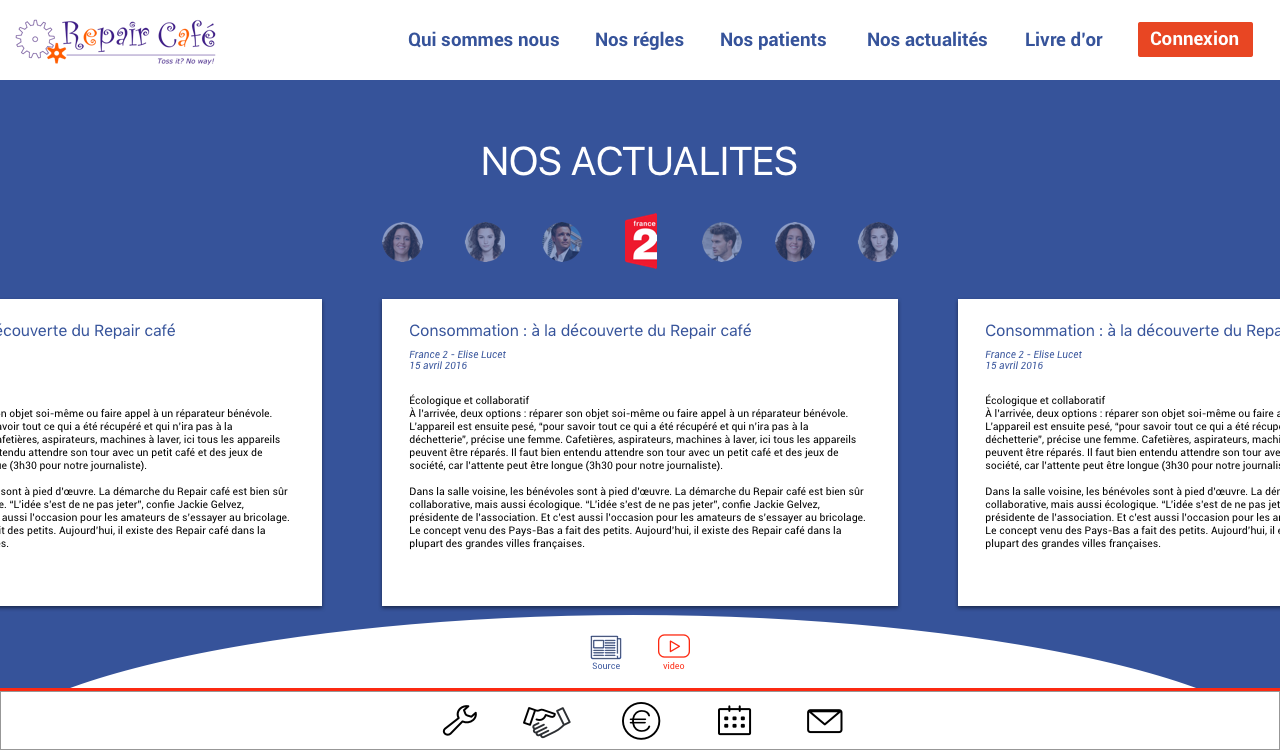 Repair Café
Toss it? No way!
Qui sommes nous
Nos régles
Nos patients
Nos actualités
Livre d'or
Connexion
NOS ACTUALITES
france
2
écouverte du Repair café
n objet soi-même ou faire appel à un réparateur bénévole.
avoir tout ce qui a été récupéré et qui n'ira pas à la
afetières, aspirateurs, machines à laver, ici tous les appareils
ntendu attendre son tour avec un petit café et des jeux de
e (3h30 pour notre journaliste).
sont à pied d'œuvre. La démarche du Repair café est bien sûr
e. "L'idée s'est de ne pas jeter", confie Jackie Gelvez,
aussi l'occasion pour les amateurs de s'essayer au bricolage.
it des petits. Aujourd'hui, il existe des Repair café dans la
s.
Consommation : à la découverte du Repair café
France 2 - Elise Lucet
15 avril 2016
Écologique et collaboratif
À l'arrivée, deux options : réparer son objet soi-même ou faire appel à un réparateur bénévole.
L'appareil est ensuite pesé, "pour savoir tout ce qui a été récupéré et qui n'ira pas à la
déchetterie", précise une femme. Cafetières, aspirateurs, machines à laver, ici tous les appareils
peuvent être réparés. Il faut bien entendu attendre son tour avec un petit café et des jeux de
société, car l'attente peut être longue (3h30 pour notre journaliste).
Dans la salle voisine, les bénévoles sont à pied d'œuvre. La démarche du Repair café est bien sûr
collaborative, mais aussi écologique. "L'idée s'est de ne pas jeter", confie Jackie Gelvez,
présidente de l'association. Et c'est aussi l'occasion pour les amateurs de s'essayer au bricolage.
Le concept venu des Pays-Bas a fait des petits. Aujourd'hui, il existe des Repair café dans la
plupart des grandes villes françaises.
Consommation : à la découverte du Repa
France 2 - Elise Lucet
15 avril 2016
Écologique et collaboratif
À l'arrivée, deux options : réparer son objet soi-même ou faire a
L'appareil est ensuite pesé, "pour savoir tout ce qui a été récupé
déchetterie", précise une femme. Cafetières, aspirateurs, machi
peuvent être réparés. Il faut bien entendu attendre son tour ave
société, car l'attente peut être longue (3h30 pour notre journalis
Dans la salle voisine, les bénévoles sont à pied d'œuvre. La dém
collaborative, mais aussi écologique. "L'idée s'est de ne pas jet
présidente de l'association. Et c'est aussi l'occasion pour les am
Le concept venu des Pays-Bas a fait des petits. Aujourd'hui, il e
plupart des grandes villes françaises.
Source
video
€